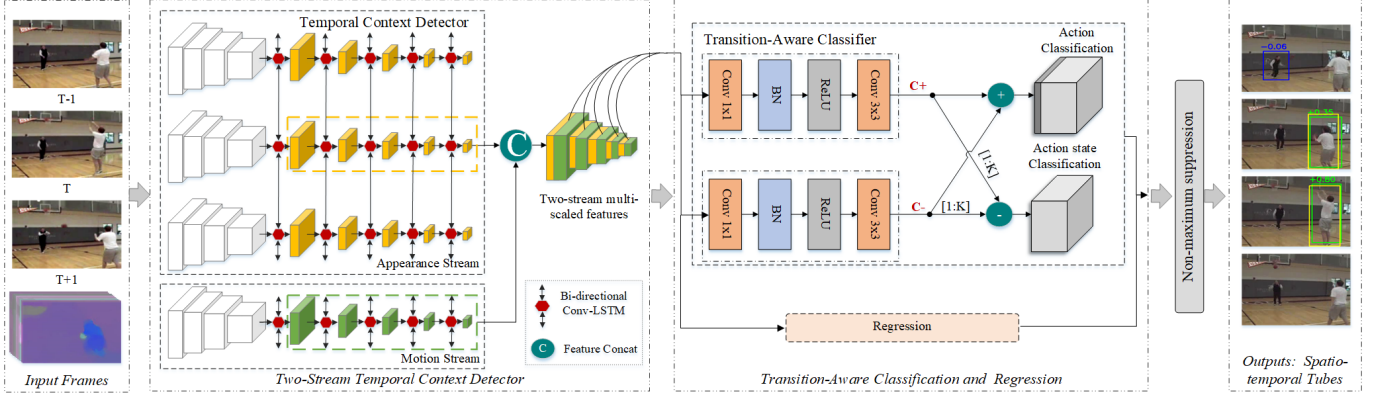 T-1
T
T+1
Input Frames
Temporal Context Detector
Appearance Stream
Motion Stream
C
Two-stream multi-
scaled features
Bi-directional
Conv-LSTM
C
Feature Concat
Two-Stream Temporal Context Detector
Transition-Aware Classifier
Conv 1x1
BN
ReLU
Conv 3x3
C+
+
Action
Classification
[1:K]
Conv 1x1
BN
ReLU
Conv 3x3
C-
[1:K]
-
Action state
Classification
Regression
Transition-Aware Classification and Regression
Non-maximum suppression
-0.06
Outputs: Spatio-
temporal Tubes